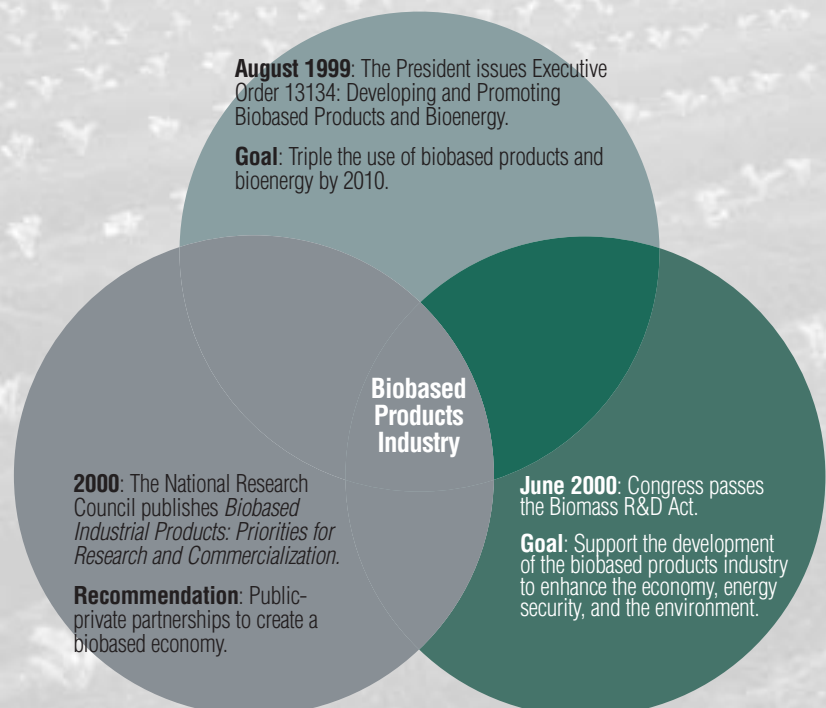 August 1999: The President issues Executive
Order 13134: Developing and Promoting
Biobased Products and Bioenergy.
Goal: Triple the use of biobased products and
bioenergy by 2010.
Biobased
Products
Industry
2000: The National Research
Council publishes Biobased
Industrial Products: Priorities for
Research and Commercialization.
Recommendation: Public-
private partnerships to create a
biobased economy.
June 2000: Congress passes
the Biomass R&D Act.
Goal: Support the development
of the biobased products industry
to enhance the economy, energy
security, and the environment.